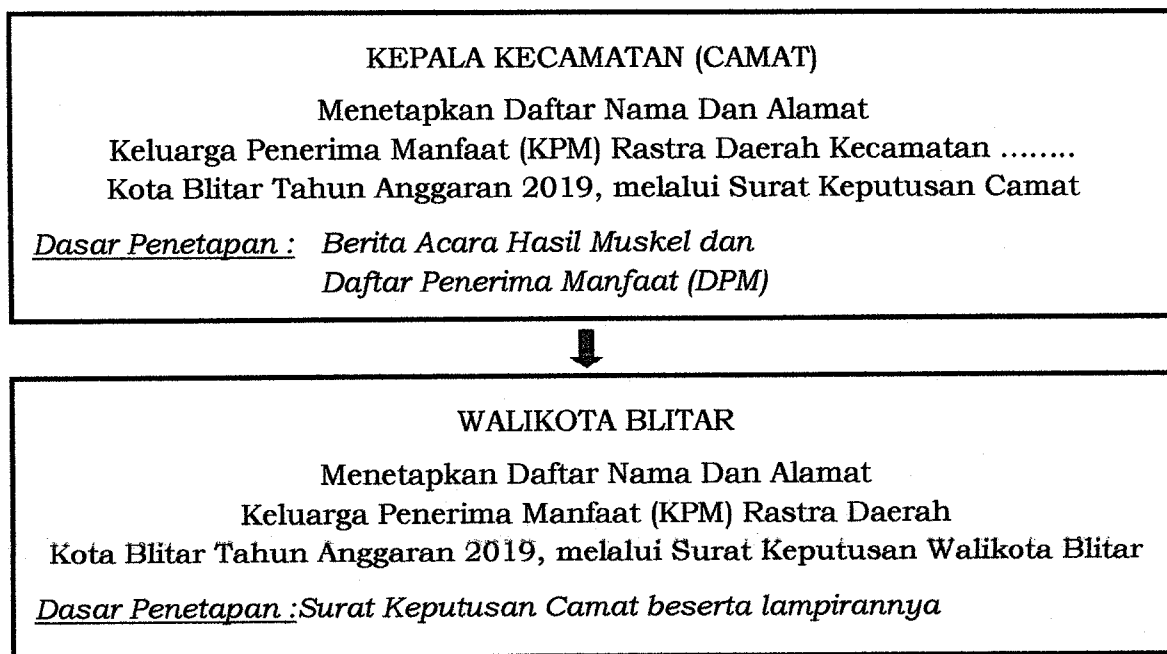 KEPALA KECAMATAN (CAMAT)
Menetapkan Daftar Nama Dan Alamat
Keluarga Penerima Manfaat (KPM) Rastra Daerah Kecamatan ........
Kota Blitar Tahun Anggaran 2019, melalui Surat Keputusan Camat
Dasar Penetapan : Berita Acara Hasil Muskel dan
Daftar Penerima Manfaat (DPM)
WALIKOTA BLITAR
Menetapkan Daftar Nama Dan Alamat
Keluarga Penerima Manfaat (KPM) Rastra Daerah
Kota Blitar Tahun Anggaran 2019, melalui Surat Keputusan Walikota Blitar
Dasar Penetapan :Surat Keputusan Camat beserta lampirannya